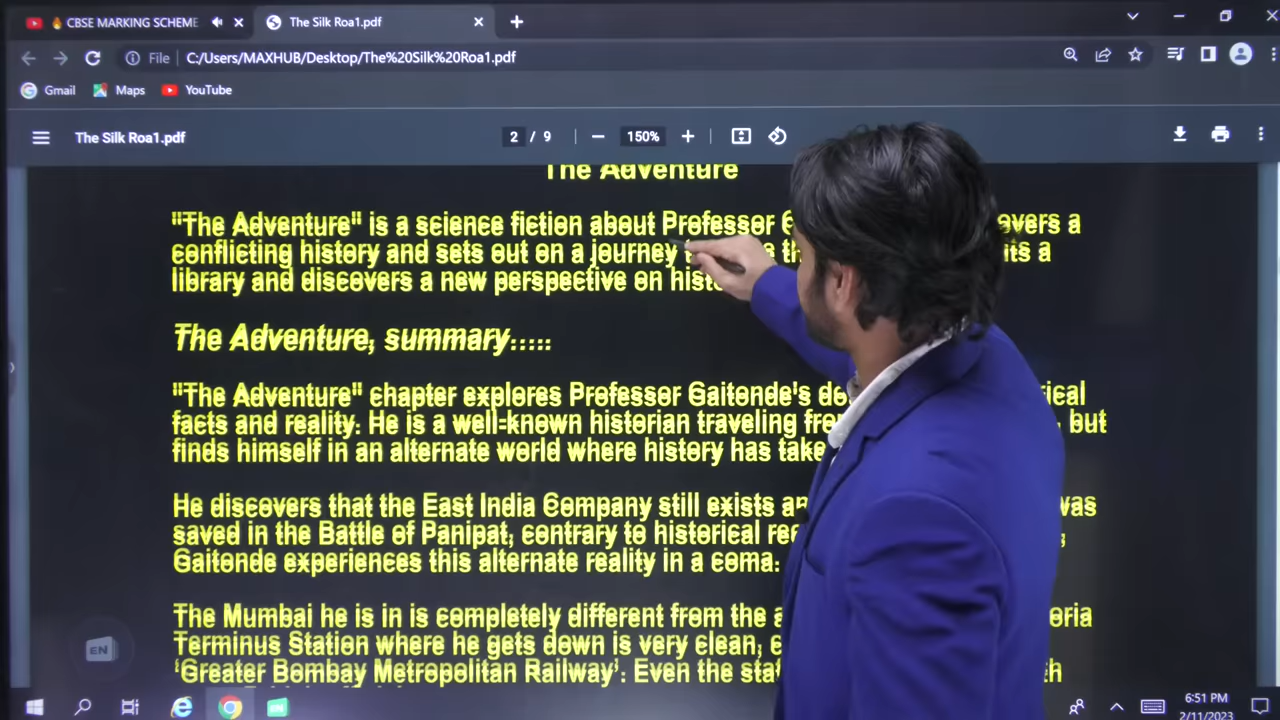 🔥 CBSE MARKING SCHEME
The Silk Roa1.pdf
File C:/Users/MAXHUB/Desktop/The%20Silk%20Roa1.pdf
Gmail Maps YouTube
The Silk Roa1.pdf 2 / 9 150%
The Adventure
"The Adventure" is a science fiction about Professor
conflicting history and sets out on a journey
library and discovers a new perspective on
The Adventure, summary.....
"The Adventure" chapter explores Professor Gaitonde's
facts and reality. He is a well-known historian traveling but
finds himself in an alternate world where history has
He discovers that the East India Company still exists was
saved in the Battle of Panipat, contrary to historical
Gaitonde experiences this alternate reality in a coma.
The Mumbai he is in is completely different from the
Terminus Station where he gets down is very clean,
'Greater Bombay Metropolitan Railway'. Even the
EN
6:51 PM
2/11/2023